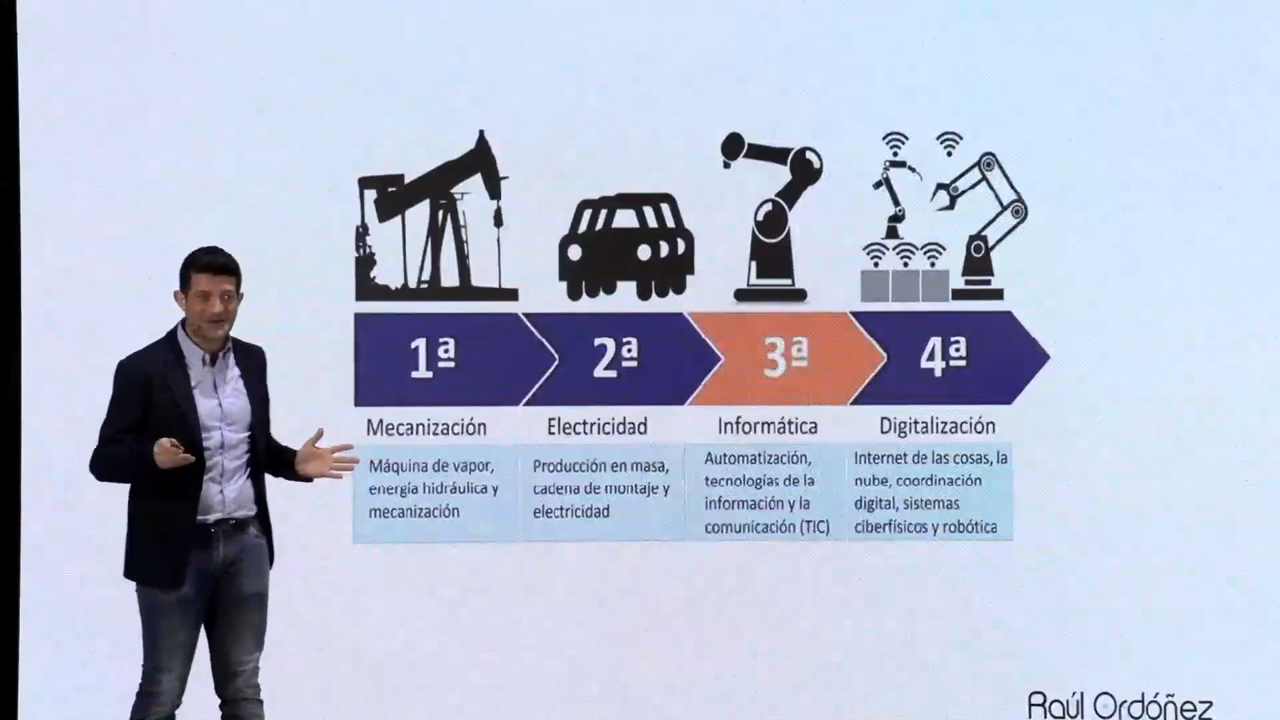 1ª
2ª
3ª
4ª
Mecanización
Electricidad
Informática
Digitalización
Máquina de vapor,
energía hidráulica y
mecanización
Producción en masa,
cadena de montaje y
electricidad
Automatización,
tecnologías de la
información y la
comunicación (TIC)
Internet de las cosas, la
nube, coordinación
digital, sistemas
ciberfísicos y robótica
Raúl Ordóñez